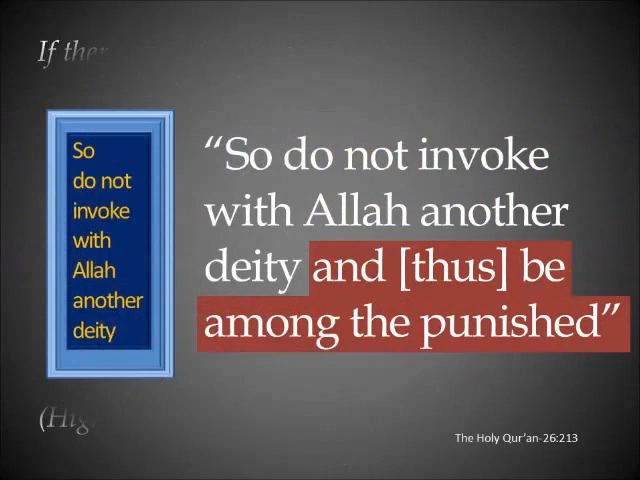 If
So
do not
invoke
with
Allah
another
deity
“So do not invoke
with Allah another
deity and [thus] be
among the punished”
The Holy Qur’an-26:213